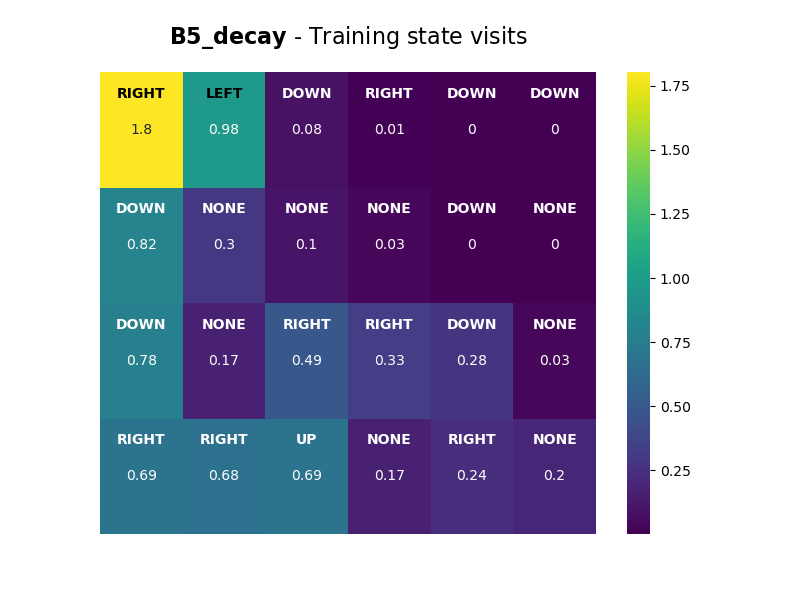 B5_decay - Training state visits
RIGHT LEFT DOWN RIGHT DOWN DOWN
1.8 0.98 0.08 0.01 0 0
DOWN NONE NONE NONE DOWN NONE
0.82 0.3 0.1 0.03 0 0
DOWN NONE RIGHT RIGHT DOWN NONE
0.78 0.17 0.49 0.33 0.28 0.03
RIGHT RIGHT UP NONE RIGHT NONE
0.69 0.68 0.69 0.17 0.24 0.2
1.75
1.50
1.25
1.00
0.75
0.50
0.25